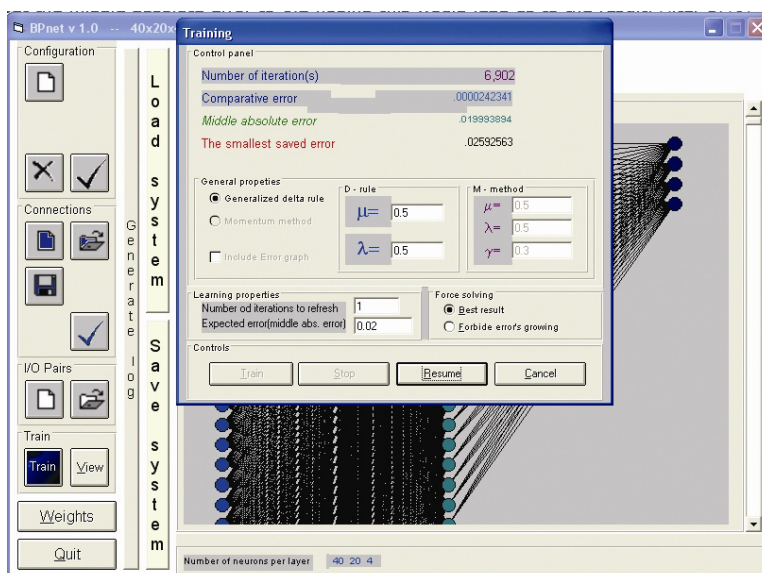 BPnet v 1.0 -- 40x20x
Configuration
Connections
I/O Pairs
Train
Train
View
Weights
Quit
Generate log
Load system
Save system
Training
Control panel
Number of iteration(s) 6,902
Comparative error .0000242341
Middle absolute error .019993894
The smallest saved error .02592563
General propeties
Generalized delta rule
Momentum method
Include Error graph
D - rule
μ= 0.5
λ= 0.5
M - method
μ= 0.5
λ= 0.5
γ= 0.3
Learning properties
Number od iterations to refresh 1
Expected error(middle abs. error) 0.02
Force solving
Best result
Forbide error's growing
Controls
Train Stop Resume Cancel
Number of neurons per layer 40 20 4